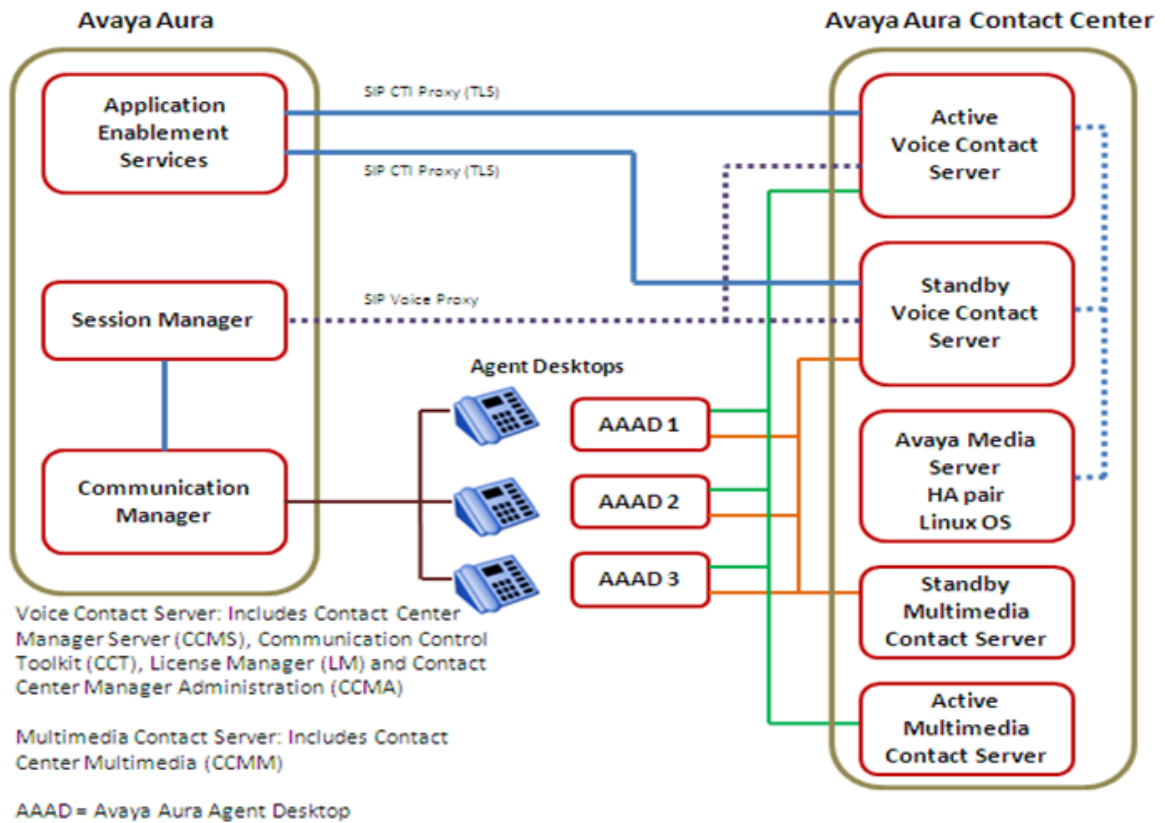 Avaya Aura
Avaya Aura Contact Center
Application
Enablement
Services
SIP CTI Proxy (TLS)
SIP CTI Proxy (TLS)
Active
Voice Contact
Server
Session Manager
SIP Voice Proxy
Standby
Voice Contact
Server
Agent Desktops
Communication
Manager
AAAD 1
AAAD 2
AAAD 3
Avaya Media
Server
HA pair
Linux OS
Standby
Multimedia
Contact Server
Active
Multimedia
Contact Server
Voice Contact Server: Includes Contact Center
Manager Server (CCMS), Communication Control
Toolkit (CCT), License Manager (LM) and Contact
Center Manager Administration (CCMA)
Multimedia Contact Server: Includes Contact
Center Multimedia (CCMM)
AAAD = Avaya Aura Agent Desktop